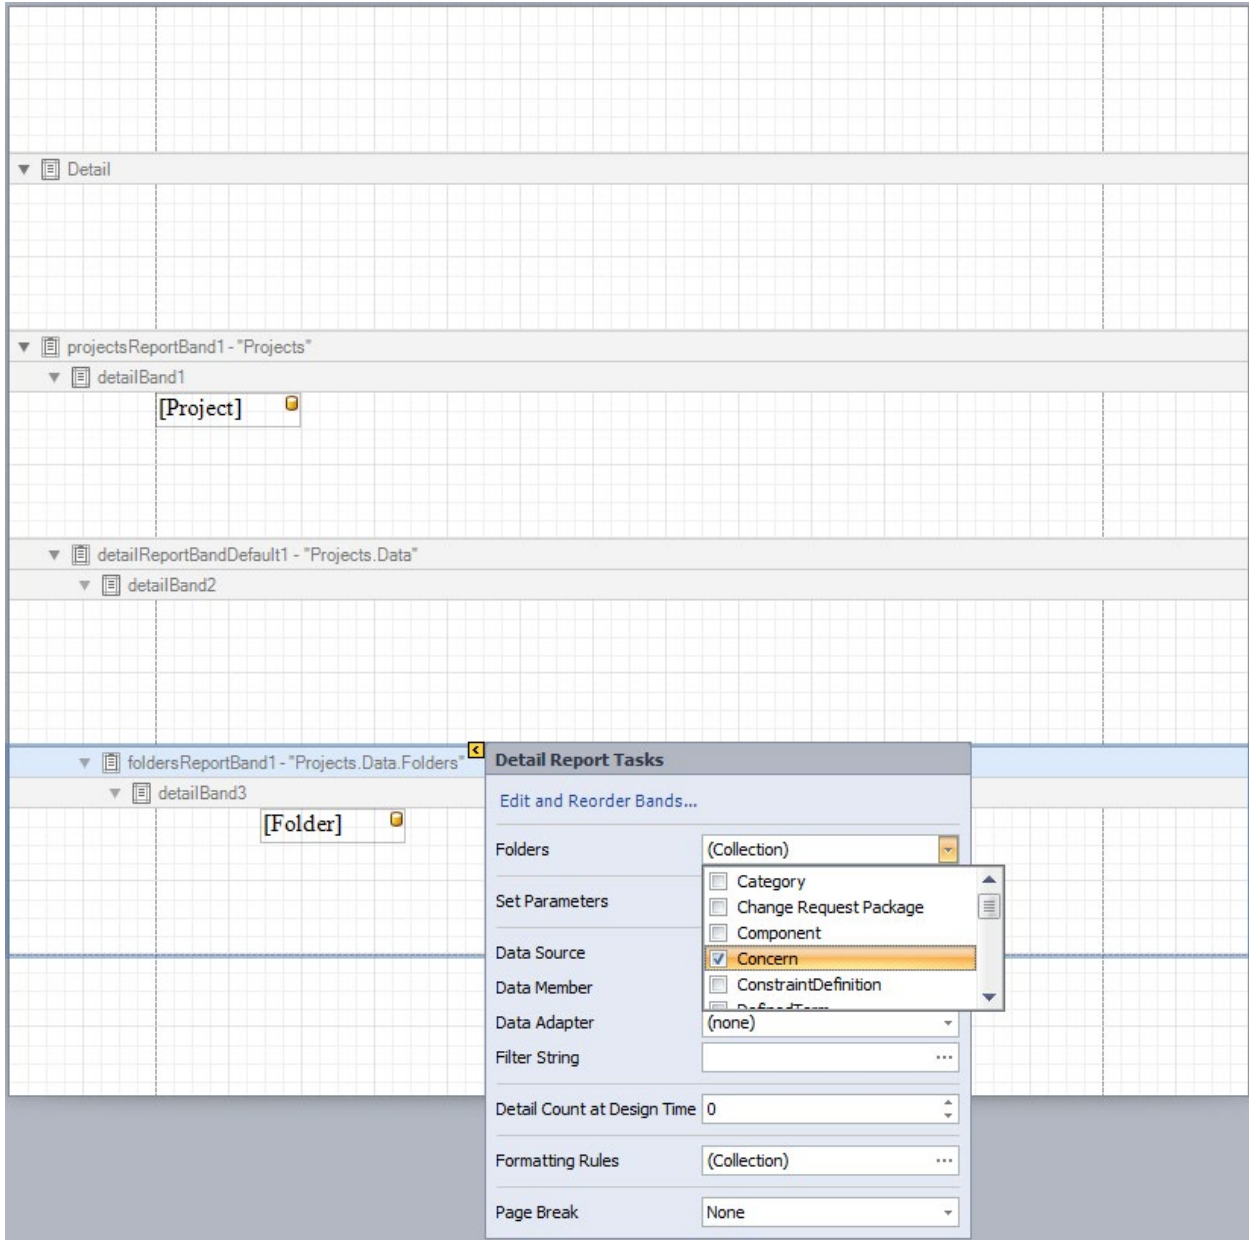 Detail
projectsReportBand1 - "Projects"
detailBand1
[Project]
detailReportBandDefault1 - "Projects.Data"
detailBand2
foldersReportBand1 - "Projects.Data.Folders"
detailBand3
[Folder]
Detail Report Tasks
Edit and Reorder Bands...
Folders (Collection)
Category
Change Request Package
Set Parameters
Component
Data Source
Concern
Data Member
ConstraintDefinition
DefinedTerm
Data Adapter (none)
Filter String ...
Detail Count at Design Time 0
Formatting Rules (Collection) ...
Page Break None